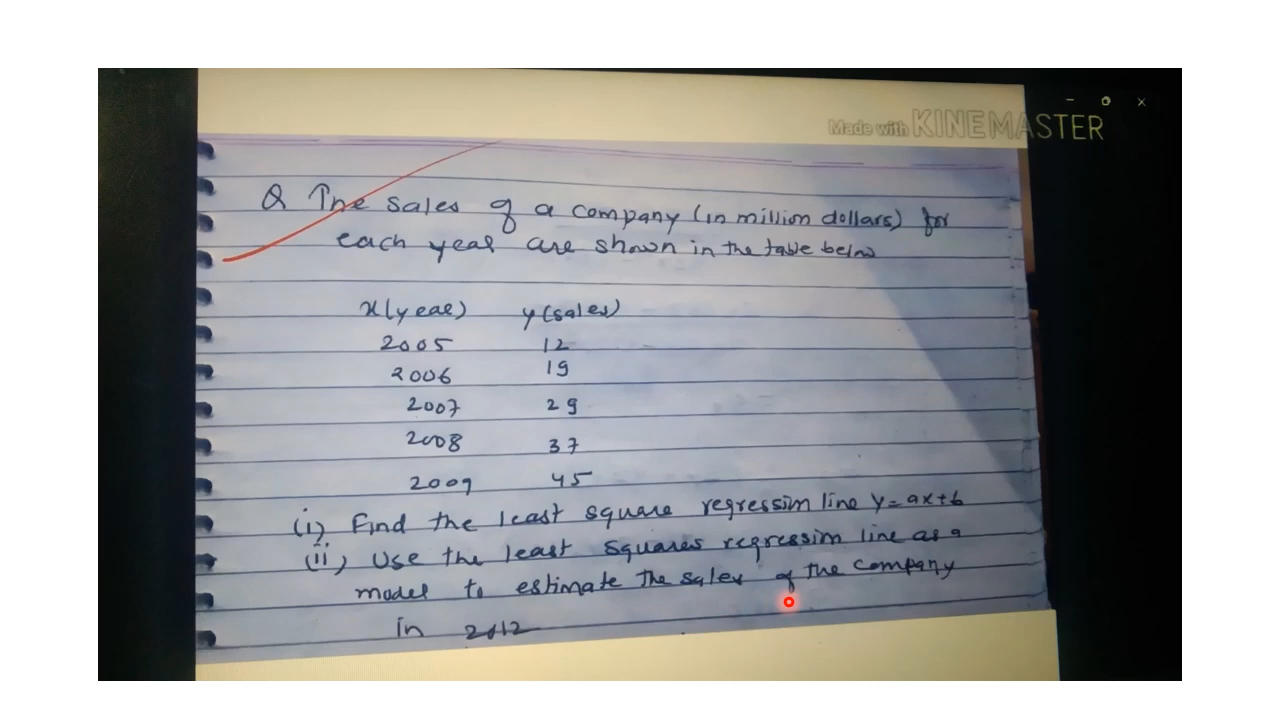 Made with KINEMASTER
Q The sales of a company (in million dollars) for
each year are shown in the table below
x(year) y(sales)
2005 12
2006 19
2007 29
2008 37
2009 45
(i) Find the least square regression line y=ax+b
(ii) Use the least squares regression line as a
model to estimate the sales of the company
in 2012